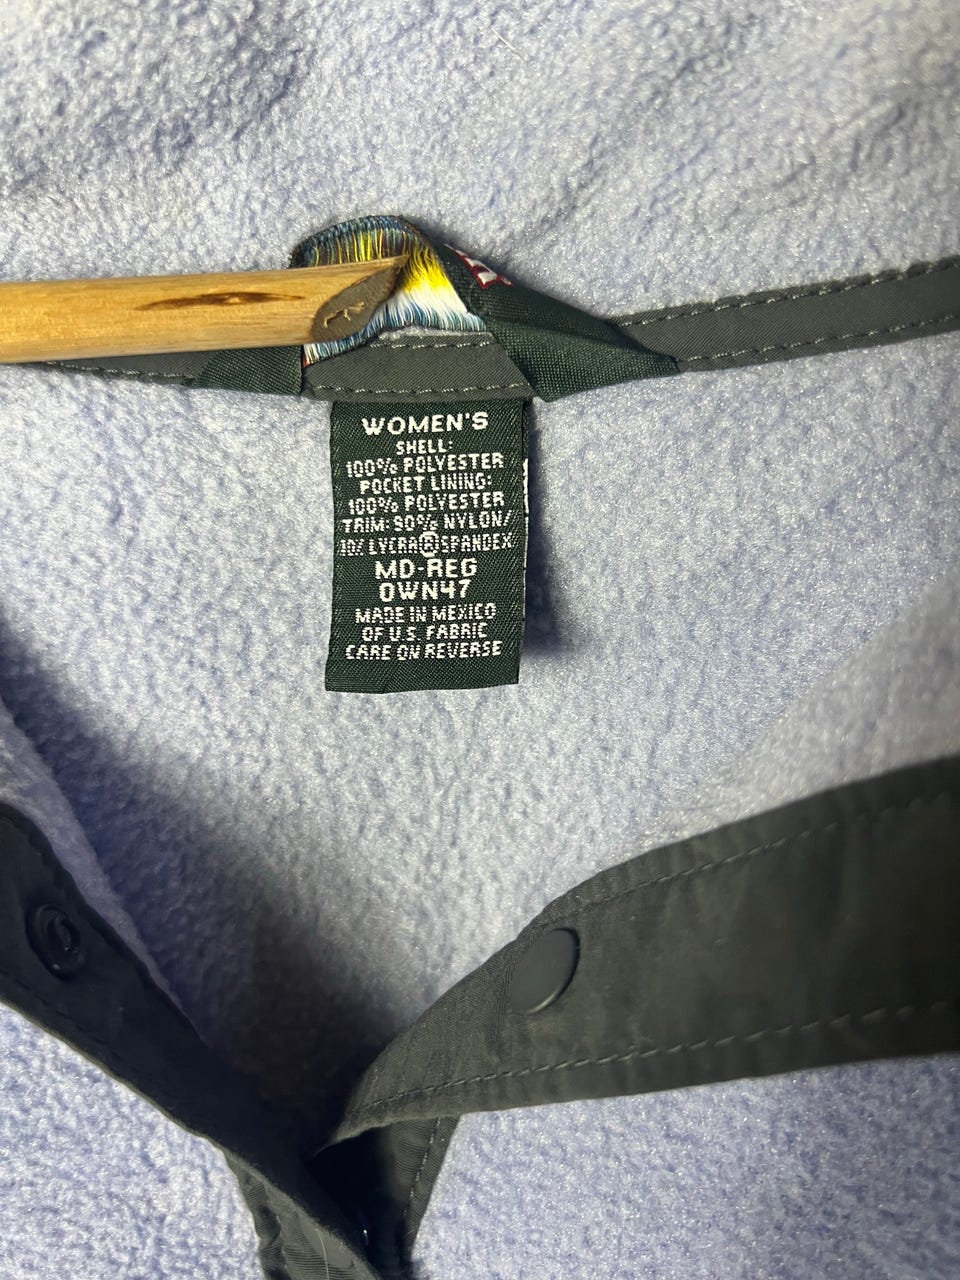 WOMEN'S
SHELL:
100% POLYESTER
POCKET LINING:
100% POLYESTER
TRIM: 90% NYLON/
10% LYCRA® SPANDEX
MD-REG
0WN47
MADE IN MEXICO
OF U.S. FABRIC
CARE ON REVERSE